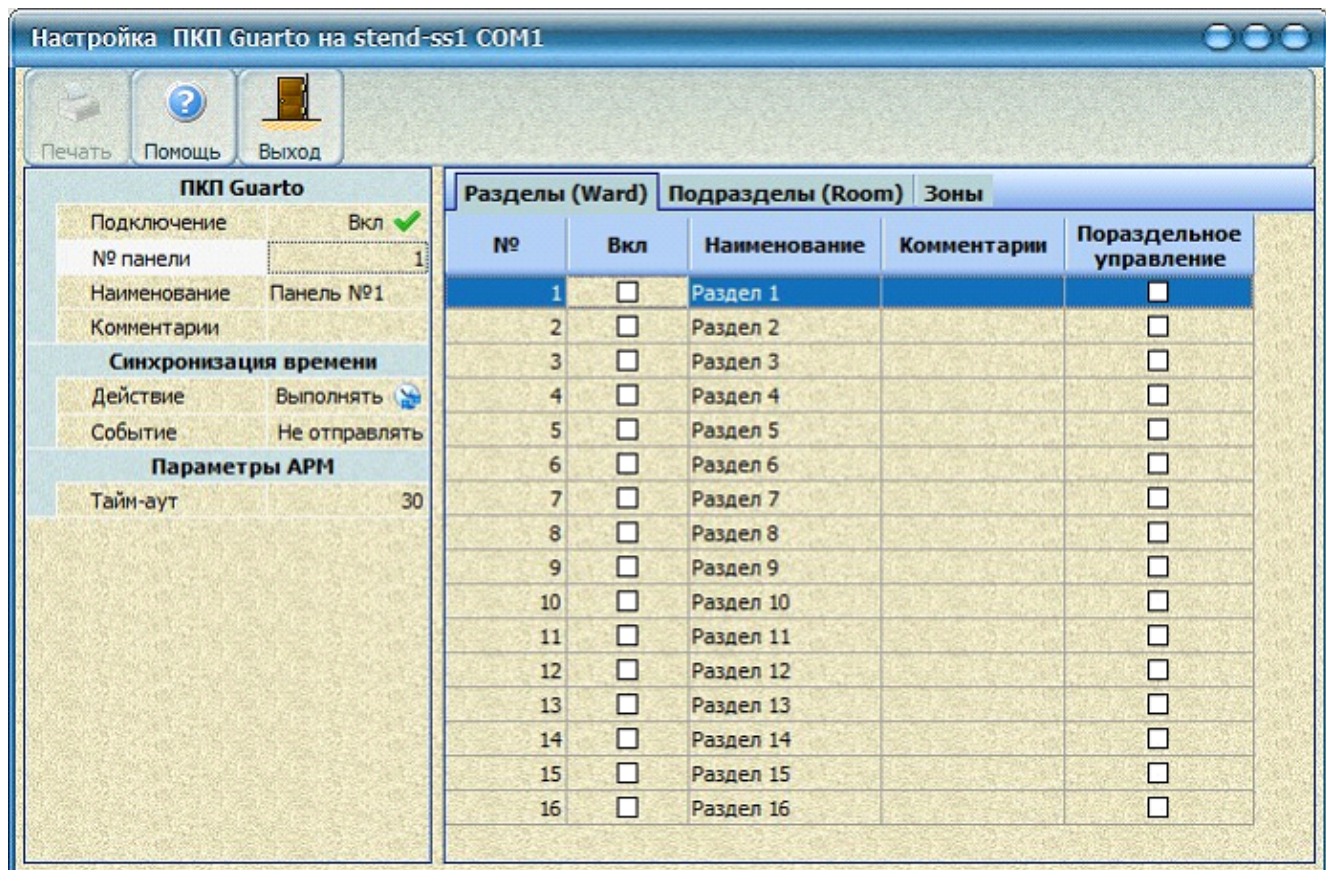 Настройка ПКП Guarto на stend-ss1 COM1
Печать Помощь Выход
ПКП Guarto
Подключение Вкл
№ панели 1
Наименование Панель №1
Комментарии
Синхронизация времени
Действие Выполнять
Событие Не отправлять
Параметры АРМ
Тайм-аут 30
Разделы (Ward) Подразделы (Room) Зоны
№ Вкл Наименование Комментарии Пораздельное управление
1 Раздел 1
2 Раздел 2
3 Раздел 3
4 Раздел 4
5 Раздел 5
6 Раздел 6
7 Раздел 7
8 Раздел 8
9 Раздел 9
10 Раздел 10
11 Раздел 11
12 Раздел 12
13 Раздел 13
14 Раздел 14
15 Раздел 15
16 Раздел 16